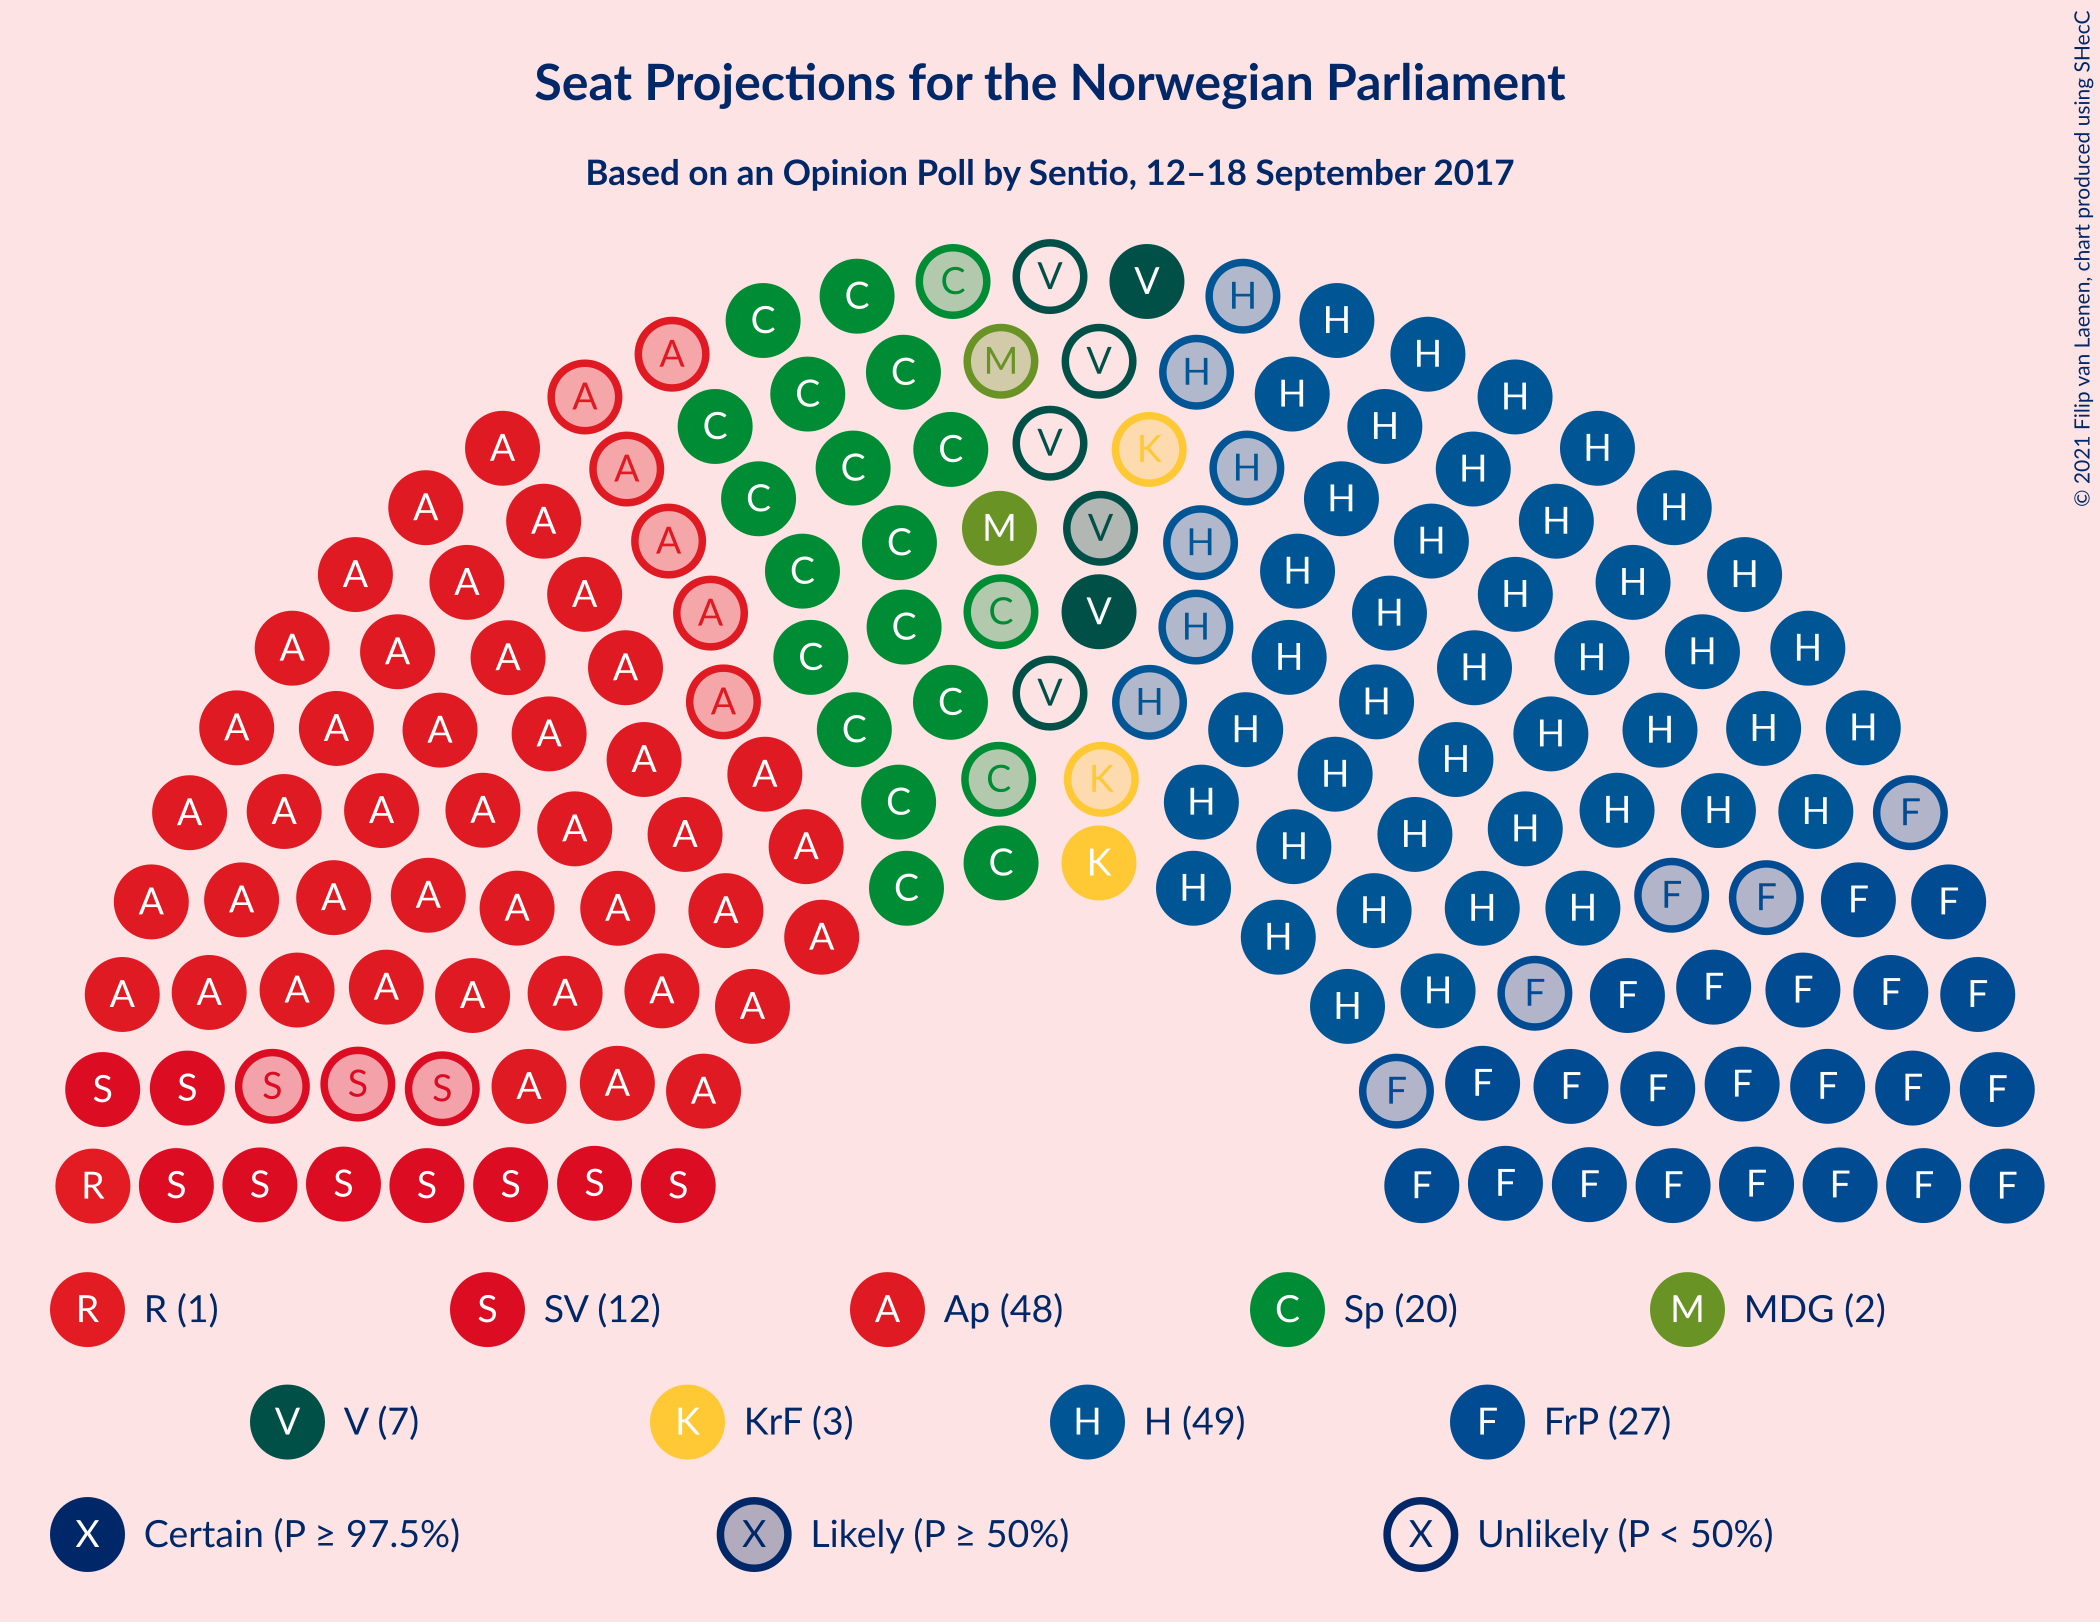 Seat Projections for the Norwegian Parliament
Based on an Opinion Poll by Sentio, 12–18 September 2017
© 2021 Filip van Laenen, chart produced using SHecC
C C C V V H H
A C C M V H H H
A A C C C V K H H H H
A A C C C M V H H H H H
A A A C C C V H H H H H H
A A A A C C V H H H H H H
A A A A A C C K H H H H H H H
A A A A A A C C K H H H H H H H F
A A A A A A A A H H H H F F F F
A A A A A A A A H H F F F F F F
S S S S S A A A F F F F F F F F
R S S S S S S S F F F F F F F F
R R (1) S SV (12) A Ap (48) C Sp (20) M MDG (2)
V V (7) K KrF (3) H H (49) F FrP (27)
X Certain (P ≥ 97.5%) X Likely (P ≥ 50%) X Unlikely (P < 50%)